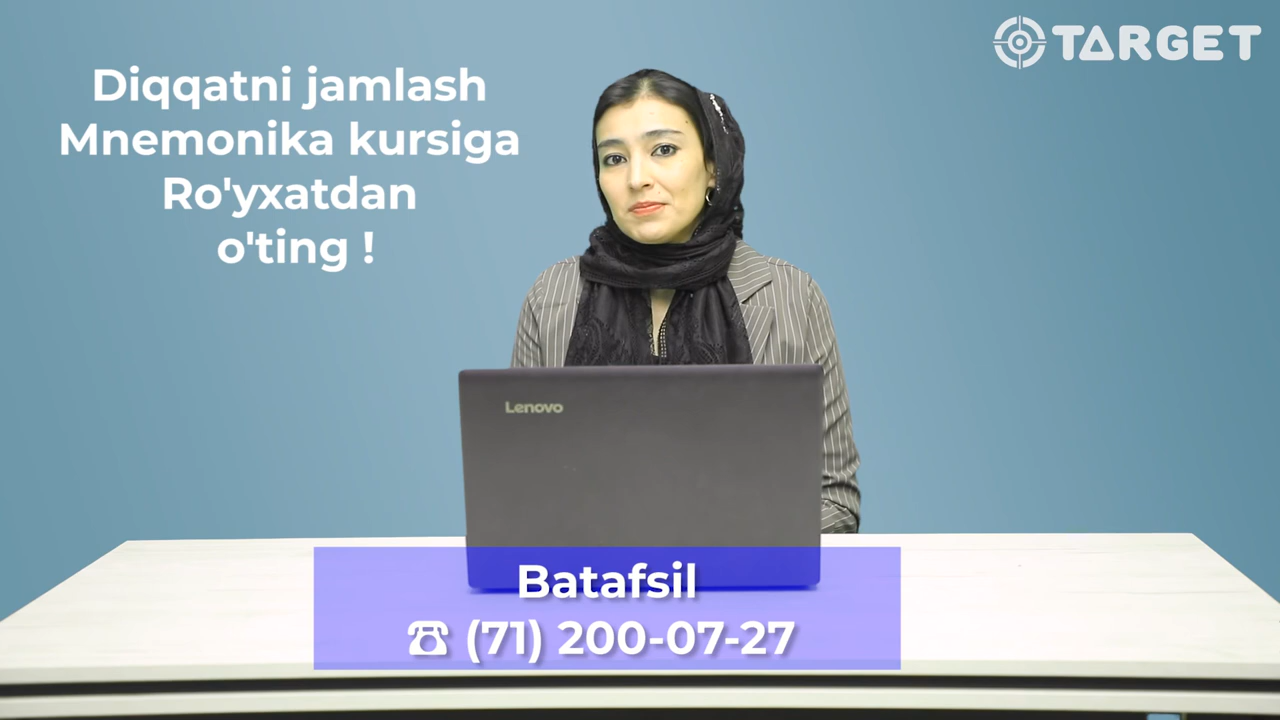 TARGET
Diqqatni jamlash
Mnemonika kursiga
Ro'yxatdan
o'ting !
Lenovo
Batafsil
☎ (71) 200-07-27